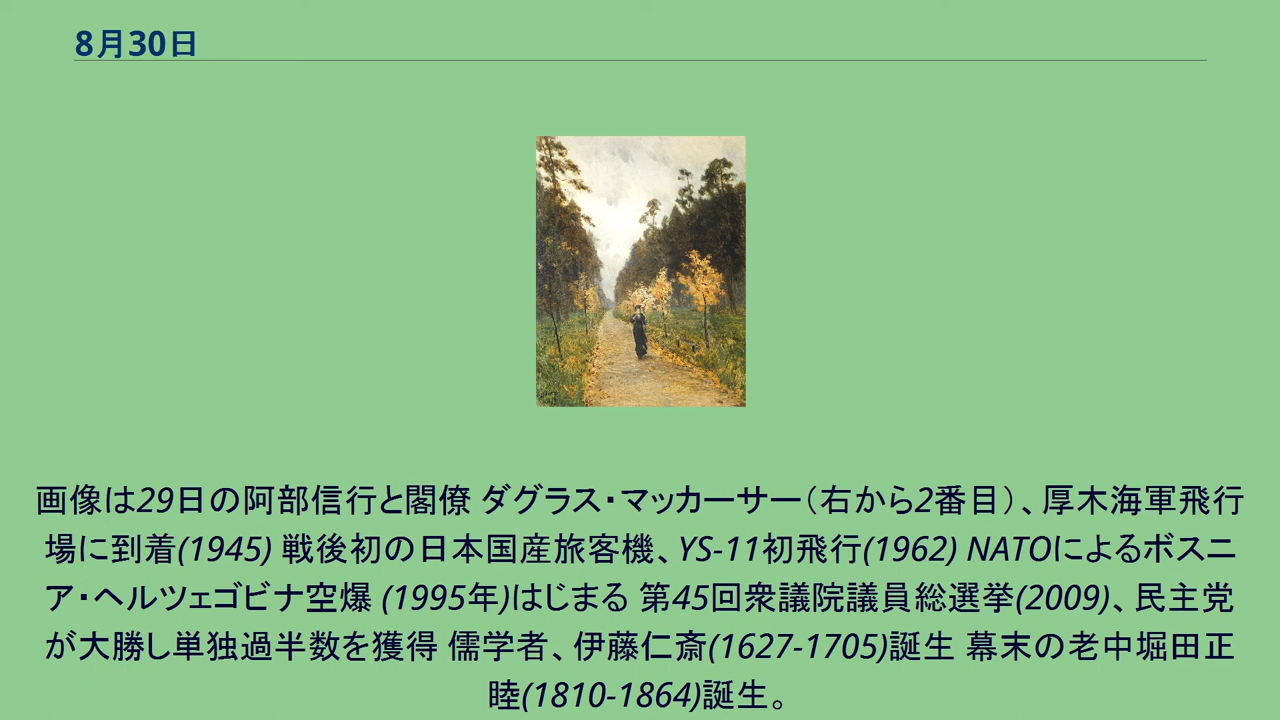 8月30日
画像は29日の阿部信行と閣僚 ダグラス・マッカーサー（右から2番目）、厚木海軍飛行
場に到着(1945) 戦後初の日本国産旅客機、YS-11初飛行(1962) NATOによるボスニ
ア・ヘルツェゴビナ空爆 (1995年)はじまる 第45回衆議院議員総選挙(2009)、民主党
が大勝し単独過半数を獲得 儒学者、伊藤仁斎(1627-1705)誕生 幕末の老中堀田正
睦(1810-1864)誕生。